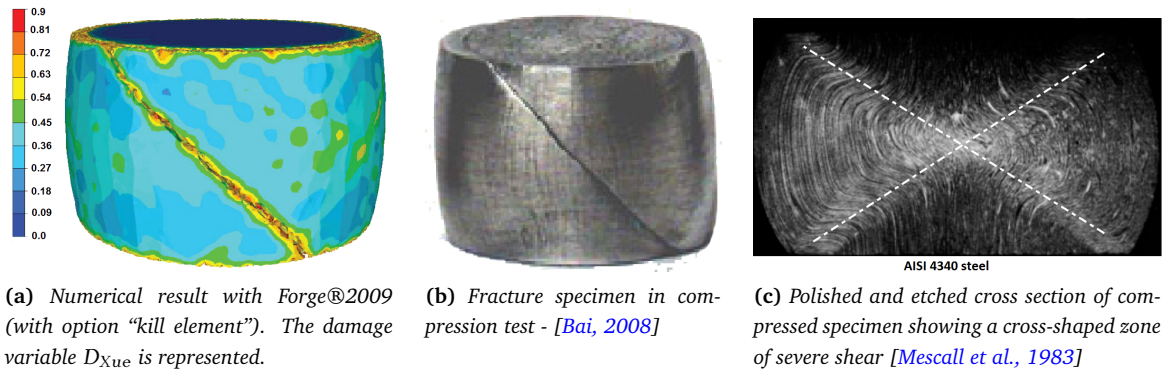 0.9
0.81
0.72
0.63
0.54
0.45
0.36
0.27
0.18
0.09
0.0
AISI 4340 steel
(a) Numerical result with Forge®2009
(with option “kill element”). The damage
variable DXue is represented.
(b) Fracture specimen in com-
pression test - [Bai, 2008]
(c) Polished and etched cross section of com-
pressed specimen showing a cross-shaped zone
of severe shear [Mescall et al., 1983]